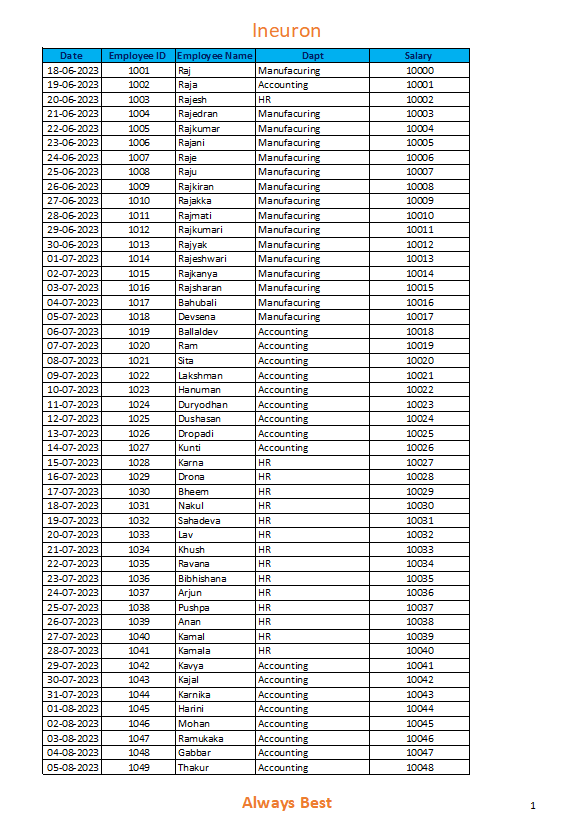 Ineuron
Date Employee ID Employee Name Dapt Salary
18-06-2023 1001 Raj Manufacuring 10000
19-06-2023 1002 Raja Accounting 10001
20-06-2023 1003 Rajesh HR 10002
21-06-2023 1004 Rajedran Manufacuring 10003
22-06-2023 1005 Rajkumar Manufacuring 10004
23-06-2023 1006 Rajani Manufacuring 10005
24-06-2023 1007 Raje Manufacuring 10006
25-06-2023 1008 Raju Manufacuring 10007
26-06-2023 1009 Rajkiran Manufacuring 10008
27-06-2023 1010 Rajakka Manufacuring 10009
28-06-2023 1011 Rajmati Manufacuring 10010
29-06-2023 1012 Rajkumari Manufacuring 10011
30-06-2023 1013 Rajyak Manufacuring 10012
01-07-2023 1014 Rajeshwari Manufacuring 10013
02-07-2023 1015 Rajkanya Manufacuring 10014
03-07-2023 1016 Rajsharan Manufacuring 10015
04-07-2023 1017 Bahubali Manufacuring 10016
05-07-2023 1018 Devsena Manufacuring 10017
06-07-2023 1019 Ballaldev Accounting 10018
07-07-2023 1020 Ram Accounting 10019
08-07-2023 1021 Sita Accounting 10020
09-07-2023 1022 Lakshman Accounting 10021
10-07-2023 1023 Hanuman Accounting 10022
11-07-2023 1024 Duryodhan Accounting 10023
12-07-2023 1025 Dushasan Accounting 10024
13-07-2023 1026 Dropadi Accounting 10025
14-07-2023 1027 Kunti Accounting 10026
15-07-2023 1028 Karna HR 10027
16-07-2023 1029 Drona HR 10028
17-07-2023 1030 Bheem HR 10029
18-07-2023 1031 Nakul HR 10030
19-07-2023 1032 Sahadeva HR 10031
20-07-2023 1033 Lav HR 10032
21-07-2023 1034 Khush HR 10033
22-07-2023 1035 Ravana HR 10034
23-07-2023 1036 Bibhishana HR 10035
24-07-2023 1037 Arjun HR 10036
25-07-2023 1038 Pushpa HR 10037
26-07-2023 1039 Anan HR 10038
27-07-2023 1040 Kamal HR 10039
28-07-2023 1041 Kamala HR 10040
29-07-2023 1042 Kavya Accounting 10041
30-07-2023 1043 Kajal Accounting 10042
31-07-2023 1044 Karnika Accounting 10043
01-08-2023 1045 Harini Accounting 10044
02-08-2023 1046 Mohan Accounting 10045
03-08-2023 1047 Ramukaka Accounting 10046
04-08-2023 1048 Gabbar Accounting 10047
05-08-2023 1049 Thakur Accounting 10048
Always Best 1